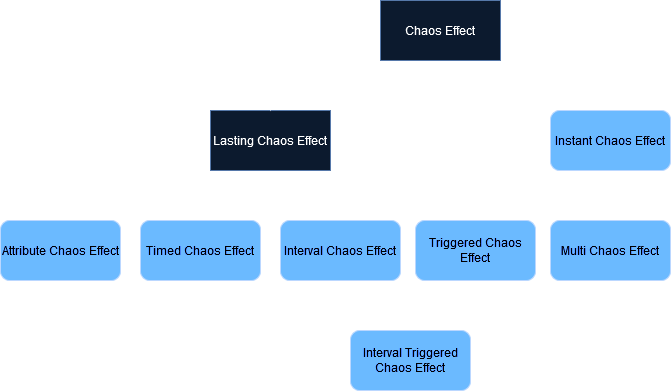 Chaos Effect
Lasting Chaos Effect
Instant Chaos Effect
Attribute Chaos Effect
Timed Chaos Effect
Interval Chaos Effect
Triggered Chaos
Effect
Multi Chaos Effect
Interval Triggered
Chaos Effect